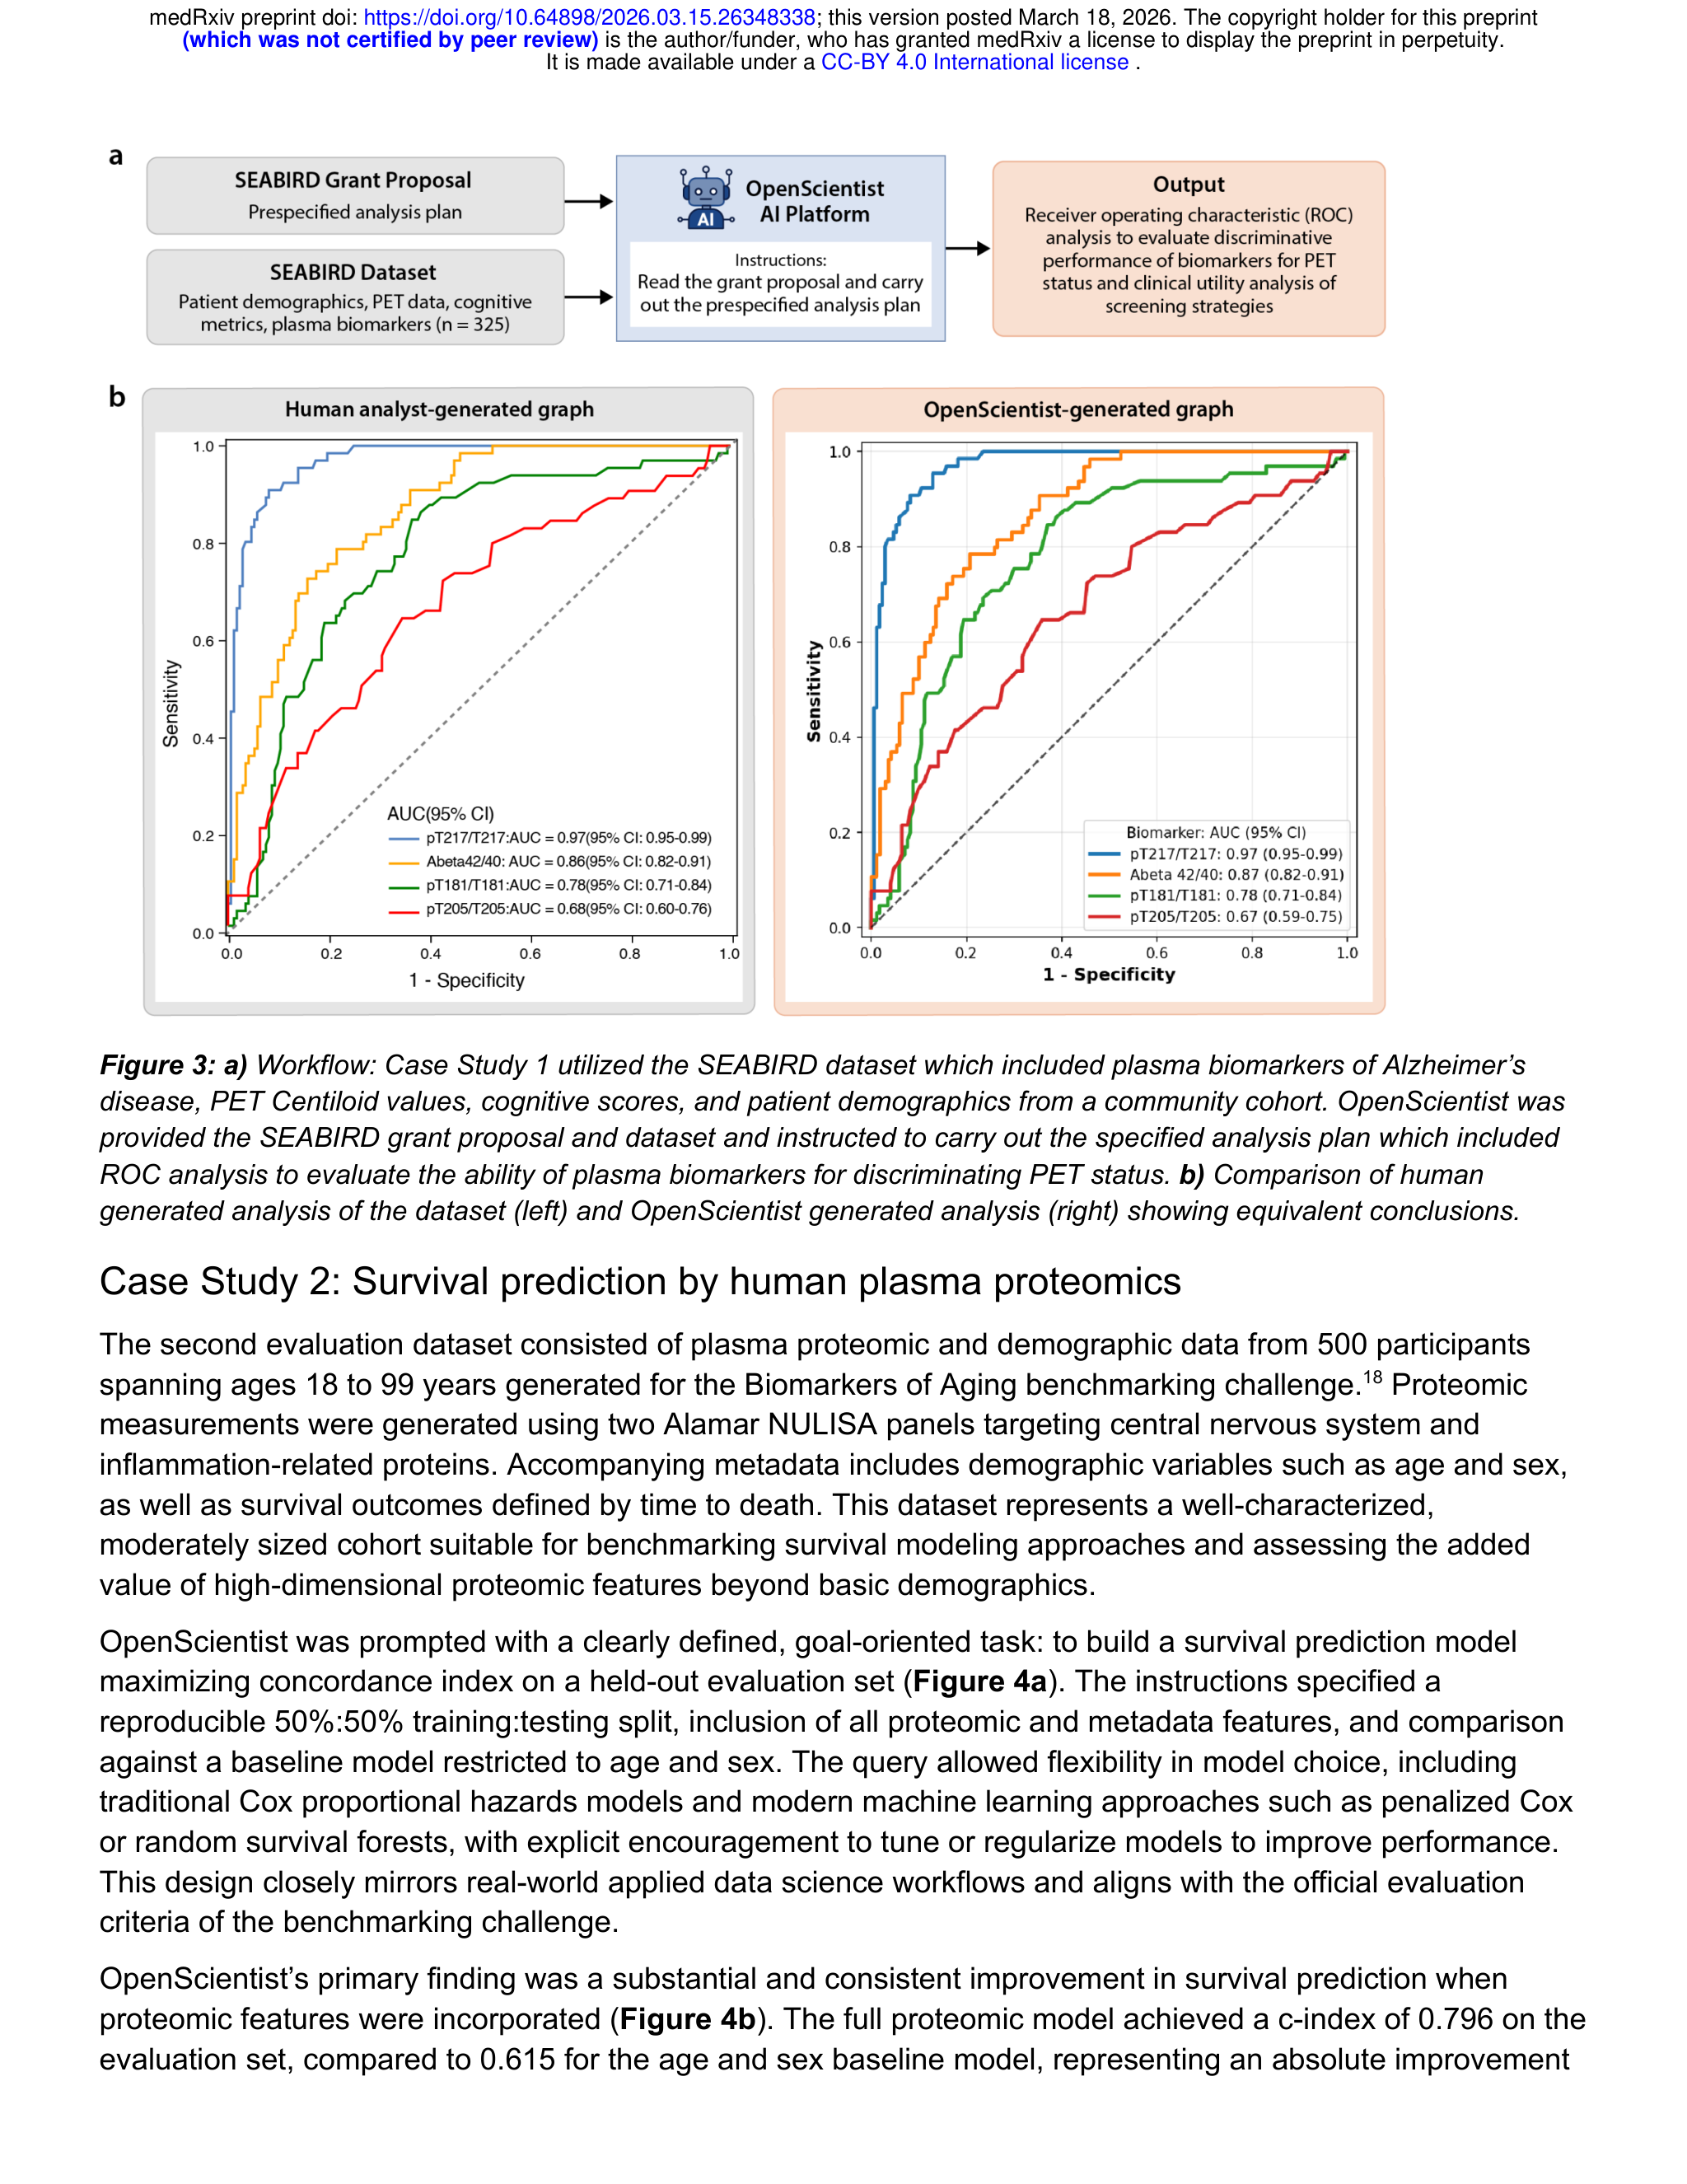 medRxiv preprint doi: https://doi.org/10.64898/2026.03.15.26348338; this version posted March 18, 2026. The copyright holder for this preprint
(which was not certified by peer review) is the author/funder, who has granted medRxiv a license to display the preprint in perpetuity.
It is made available under a CC-BY 4.0 International license .
a
SEABIRD Grant Proposal
Prespecified analysis plan
SEABIRD Dataset
Patient demographics, PET data, cognitive
metrics, plasma biomarkers (n = 325)
AI
OpenScientist
AI Platform
Instructions:
Read the grant proposal and carry
out the prespecified analysis plan
Output
Receiver operating characteristic (ROC)
analysis to evaluate discriminative
performance of biomarkers for PET
status and clinical utility analysis of
screening strategies
b
Human analyst-generated graph
1.0
0.8
0.6
0.4
0.2
0.0
Sensitivity
AUC(95% CI)
pT217/T217:AUC = 0.97(95% CI: 0.95-0.99)
Abeta42/40: AUC = 0.86(95% CI: 0.82-0.91)
pT181/T181:AUC = 0.78(95% CI: 0.71-0.84)
pT205/T205:AUC = 0.68(95% CI: 0.60-0.76)
0.0 0.2 0.4 0.6 0.8 1.0
1 - Specificity
OpenScientist-generated graph
1.0
0.8
0.6
0.4
0.2
0.0
Sensitivity
Biomarker: AUC (95% CI)
pT217/T217: 0.97 (0.95-0.99)
Abeta 42/40: 0.87 (0.82-0.91)
pT181/T181: 0.78 (0.71-0.84)
pT205/T205: 0.67 (0.59-0.75)
0.0 0.2 0.4 0.6 0.8 1.0
1 - Specificity
Figure 3: a) Workflow: Case Study 1 utilized the SEABIRD dataset which included plasma biomarkers of Alzheimer’s
disease, PET Centiloid values, cognitive scores, and patient demographics from a community cohort. OpenScientist was
provided the SEABIRD grant proposal and dataset and instructed to carry out the specified analysis plan which included
ROC analysis to evaluate the ability of plasma biomarkers for discriminating PET status. b) Comparison of human
generated analysis of the dataset (left) and OpenScientist generated analysis (right) showing equivalent conclusions.
Case Study 2: Survival prediction by human plasma proteomics
The second evaluation dataset consisted of plasma proteomic and demographic data from 500 participants
spanning ages 18 to 99 years generated for the Biomarkers of Aging benchmarking challenge.18 Proteomic
measurements were generated using two Alamar NULISA panels targeting central nervous system and
inflammation-related proteins. Accompanying metadata includes demographic variables such as age and sex,
as well as survival outcomes defined by time to death. This dataset represents a well-characterized,
moderately sized cohort suitable for benchmarking survival modeling approaches and assessing the added
value of high-dimensional proteomic features beyond basic demographics.
OpenScientist was prompted with a clearly defined, goal-oriented task: to build a survival prediction model
maximizing concordance index on a held-out evaluation set (Figure 4a). The instructions specified a
reproducible 50%:50% training:testing split, inclusion of all proteomic and metadata features, and comparison
against a baseline model restricted to age and sex. The query allowed flexibility in model choice, including
traditional Cox proportional hazards models and modern machine learning approaches such as penalized Cox
or random survival forests, with explicit encouragement to tune or regularize models to improve performance.
This design closely mirrors real-world applied data science workflows and aligns with the official evaluation
criteria of the benchmarking challenge.
OpenScientist’s primary finding was a substantial and consistent improvement in survival prediction when
proteomic features were incorporated (Figure 4b). The full proteomic model achieved a c-index of 0.796 on the
evaluation set, compared to 0.615 for the age and sex baseline model, representing an absolute improvement